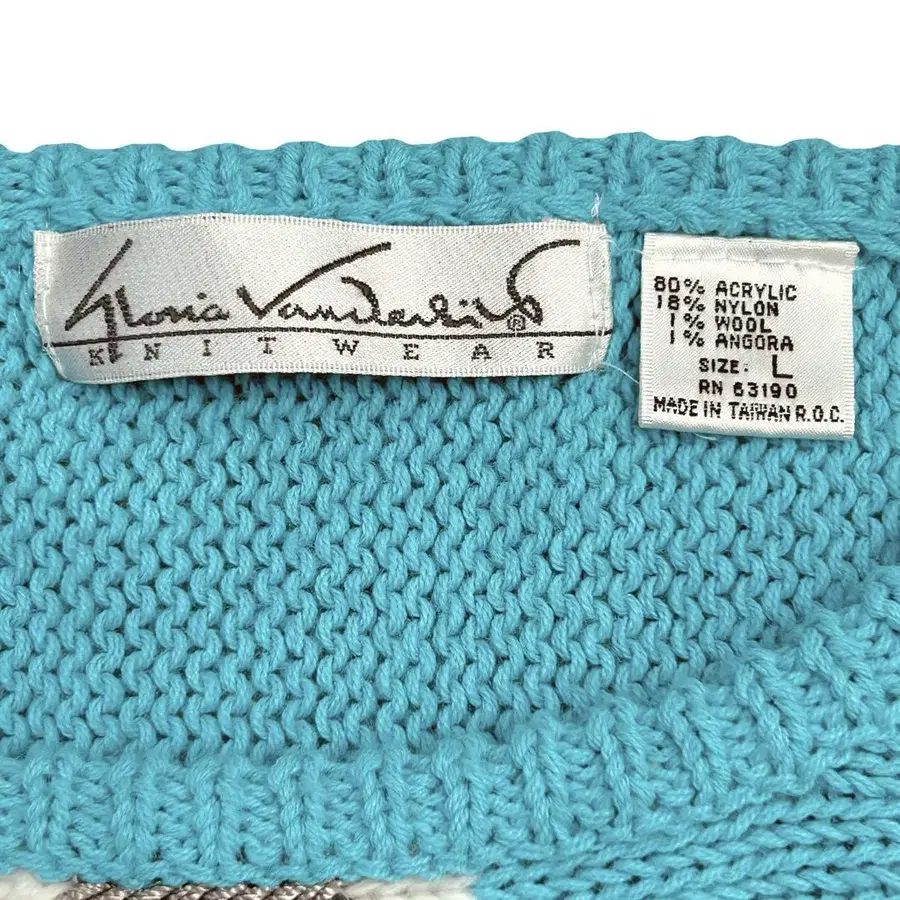 Gloria Vanderbilt®
KNITWEAR
80% ACRYLIC
18% NYLON
1% WOOL
1% ANGORA
SIZE: L
RN 63190
MADE IN TAIWAN R.O.C.